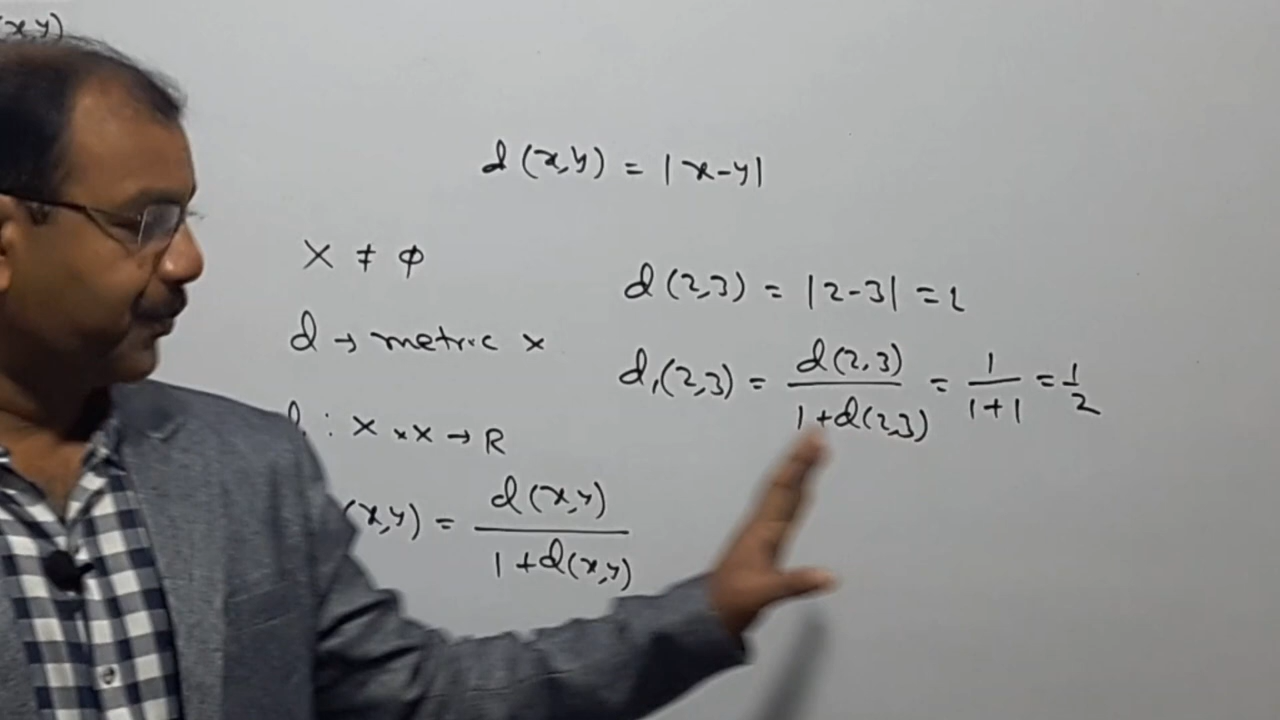 (x,y)
d(x,y) = |x-y|
X ≠ ϕ
d(2,3) = |2-3| = 1
d → metric X
d₁(2,3) = d(2,3) / 1+d(2,3) = 1 / 1+1 = 1/2
: X × X → R
(x,y) = d(x,y) / 1+d(x,y)